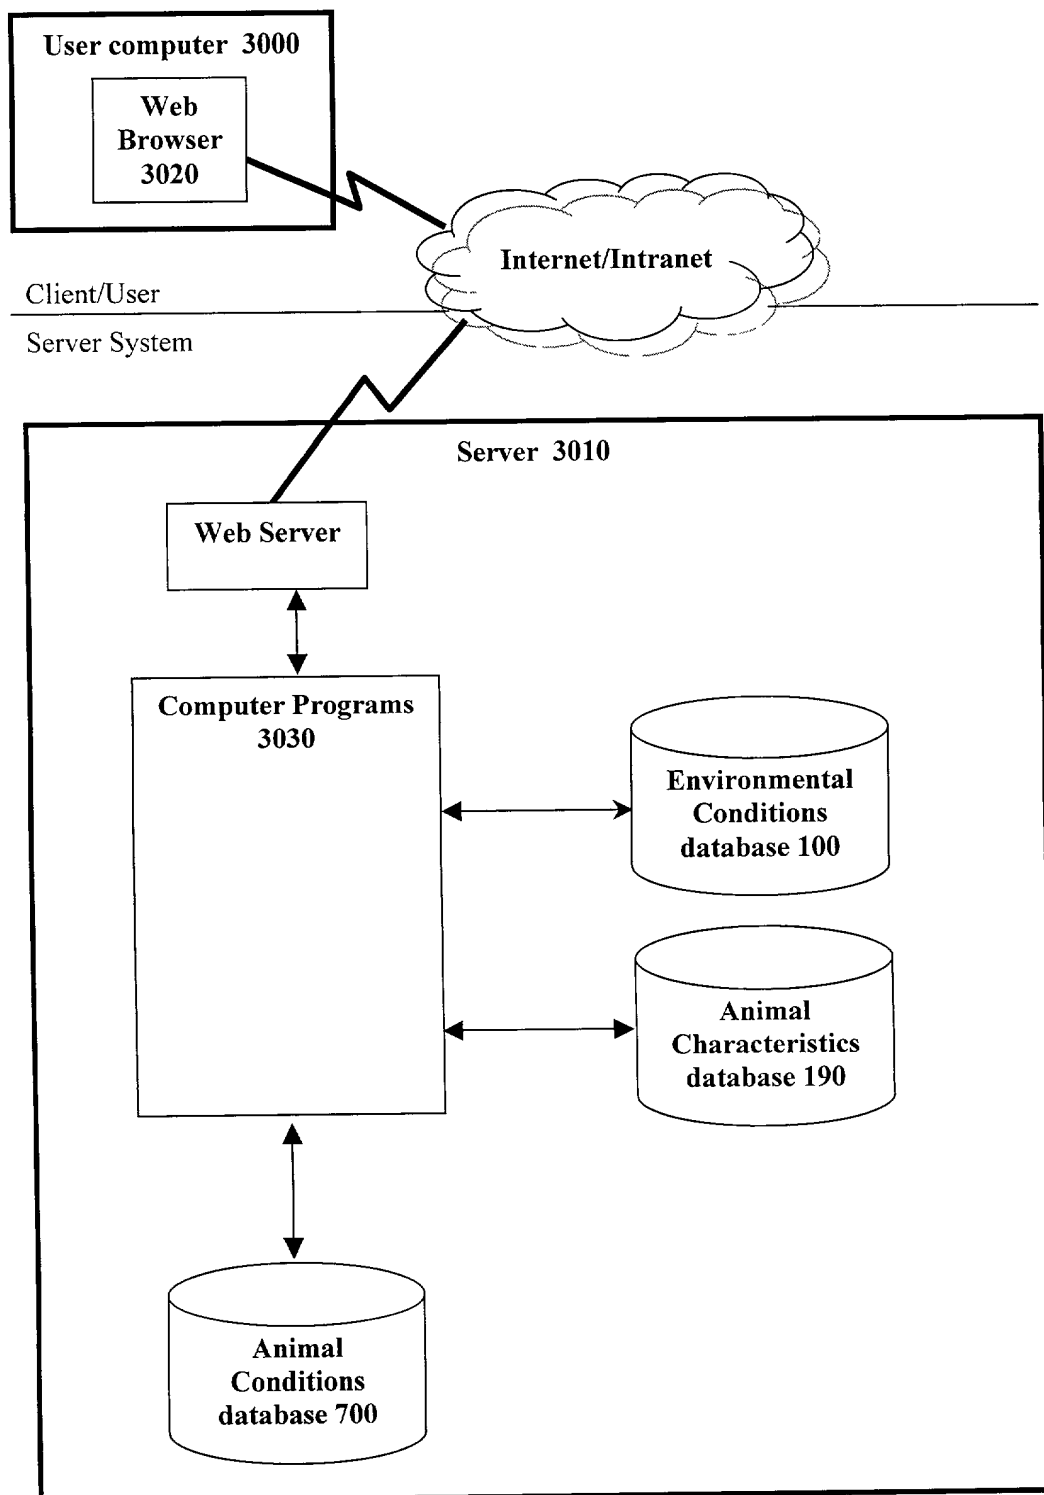 User computer 3000
Web
Browser
3020
Internet/Intranet
Client/User
Server System
Server 3010
Web Server
Computer Programs
3030
Environmental
Conditions
database 100
Animal
Characteristics
database 190
Animal
Conditions
database 700